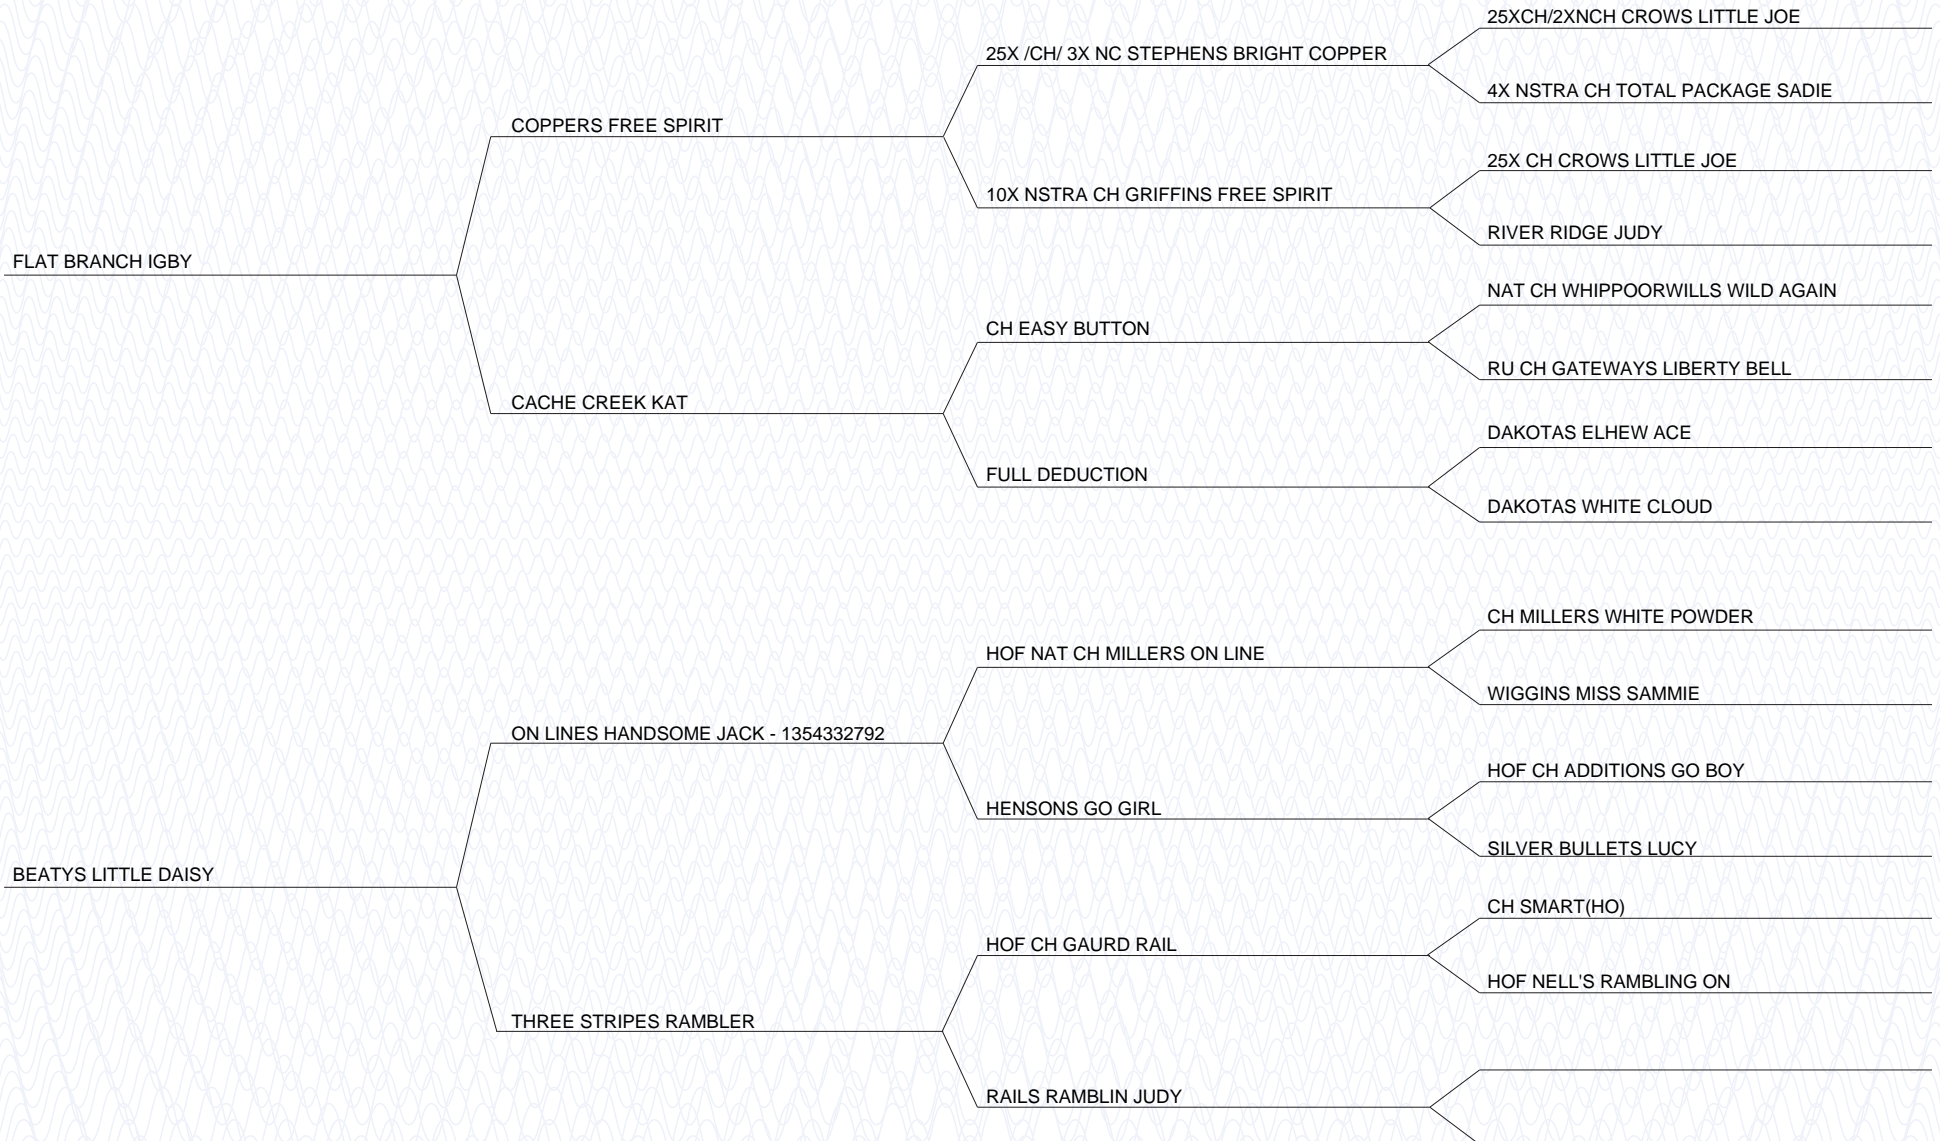 25XCH/2XNCH CROWS LITTLE JOE
25X /CH/ 3X NC STEPHENS BRIGHT COPPER
4X NSTRA CH TOTAL PACKAGE SADIE
COPPERS FREE SPIRIT
25X CH CROWS LITTLE JOE
10X NSTRA CH GRIFFINS FREE SPIRIT
RIVER RIDGE JUDY
FLAT BRANCH IGBY
NAT CH WHIPPOORWILLS WILD AGAIN
CH EASY BUTTON
RU CH GATEWAYS LIBERTY BELL
CACHE CREEK KAT
DAKOTAS ELHEW ACE
FULL DEDUCTION
DAKOTAS WHITE CLOUD
CH MILLERS WHITE POWDER
HOF NAT CH MILLERS ON LINE
WIGGINS MISS SAMMIE
ON LINES HANDSOME JACK - 1354332792
HOF CH ADDITIONS GO BOY
HENSONS GO GIRL
SILVER BULLETS LUCY
BEATYS LITTLE DAISY
CH SMART(HO)
HOF CH GAURD RAIL
HOF NELL'S RAMBLING ON
THREE STRIPES RAMBLER
RAILS RAMBLIN JUDY